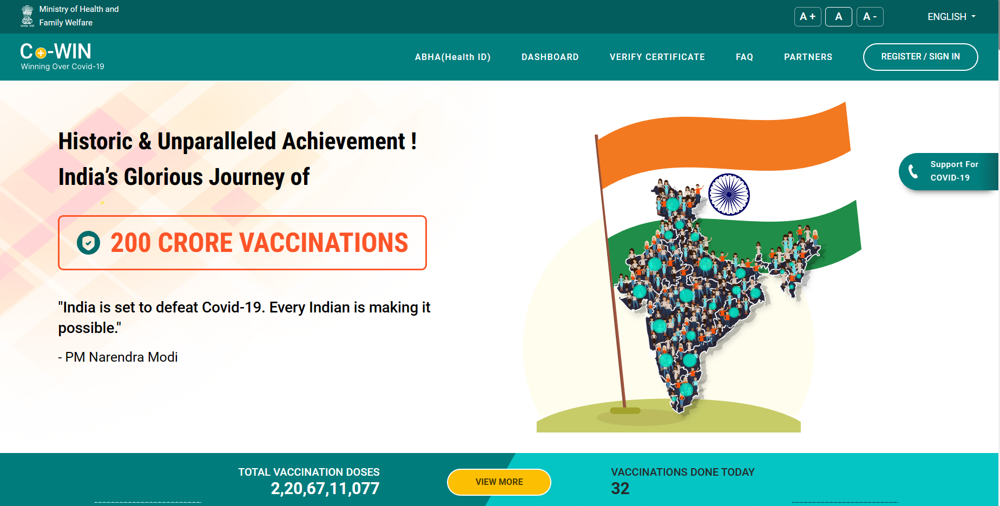 Ministry of Health and
Family Welfare
A +
A
A -
ENGLISH
Co-WIN
Winning Over Covid-19
ABHA(Health ID)
DASHBOARD
VERIFY CERTIFICATE
FAQ
PARTNERS
REGISTER / SIGN IN
Historic & Unparalleled Achievement !
India’s Glorious Journey of
200 CRORE VACCINATIONS
"India is set to defeat Covid-19. Every Indian is making it
possible."
- PM Narendra Modi
Support For
COVID-19
TOTAL VACCINATION DOSES
2,20,67,11,077
VIEW MORE
VACCINATIONS DONE TODAY
32